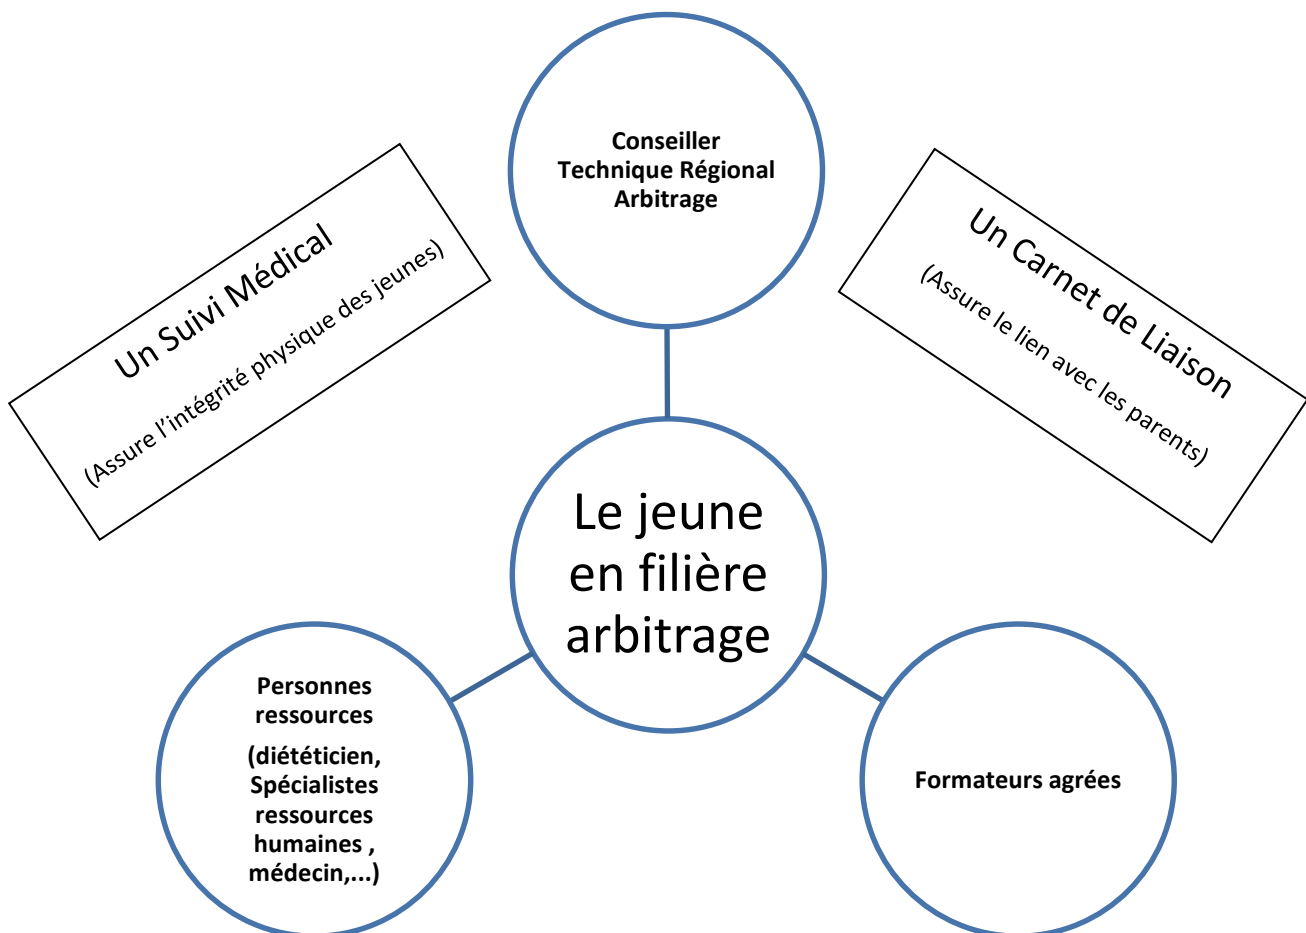 Conseiller
Technique Régional
Arbitrage
Un Suivi Médical
(Assure l'intégrité physique des jeunes)
Un Carnet de Liaison
(Assure le lien avec les parents)
Le jeune
en filière
arbitrage
Personnes
ressources
(diététicien,
Spécialistes
ressources
humaines ,
médecin,...)
Formateurs agrées